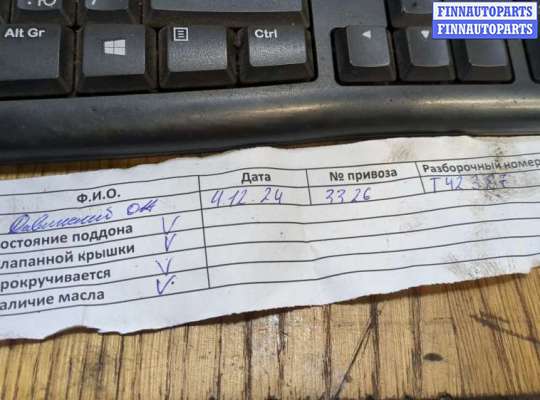 FINNAUTOPARTS
FINNAUTOPARTS
Alt Gr
Ctrl
Ф.И.О. Дата № привоза Разборочный номер
4.12.24 3326 T42
остояние поддона V
лапанной крышки V
рокручивается V
аличие масла V